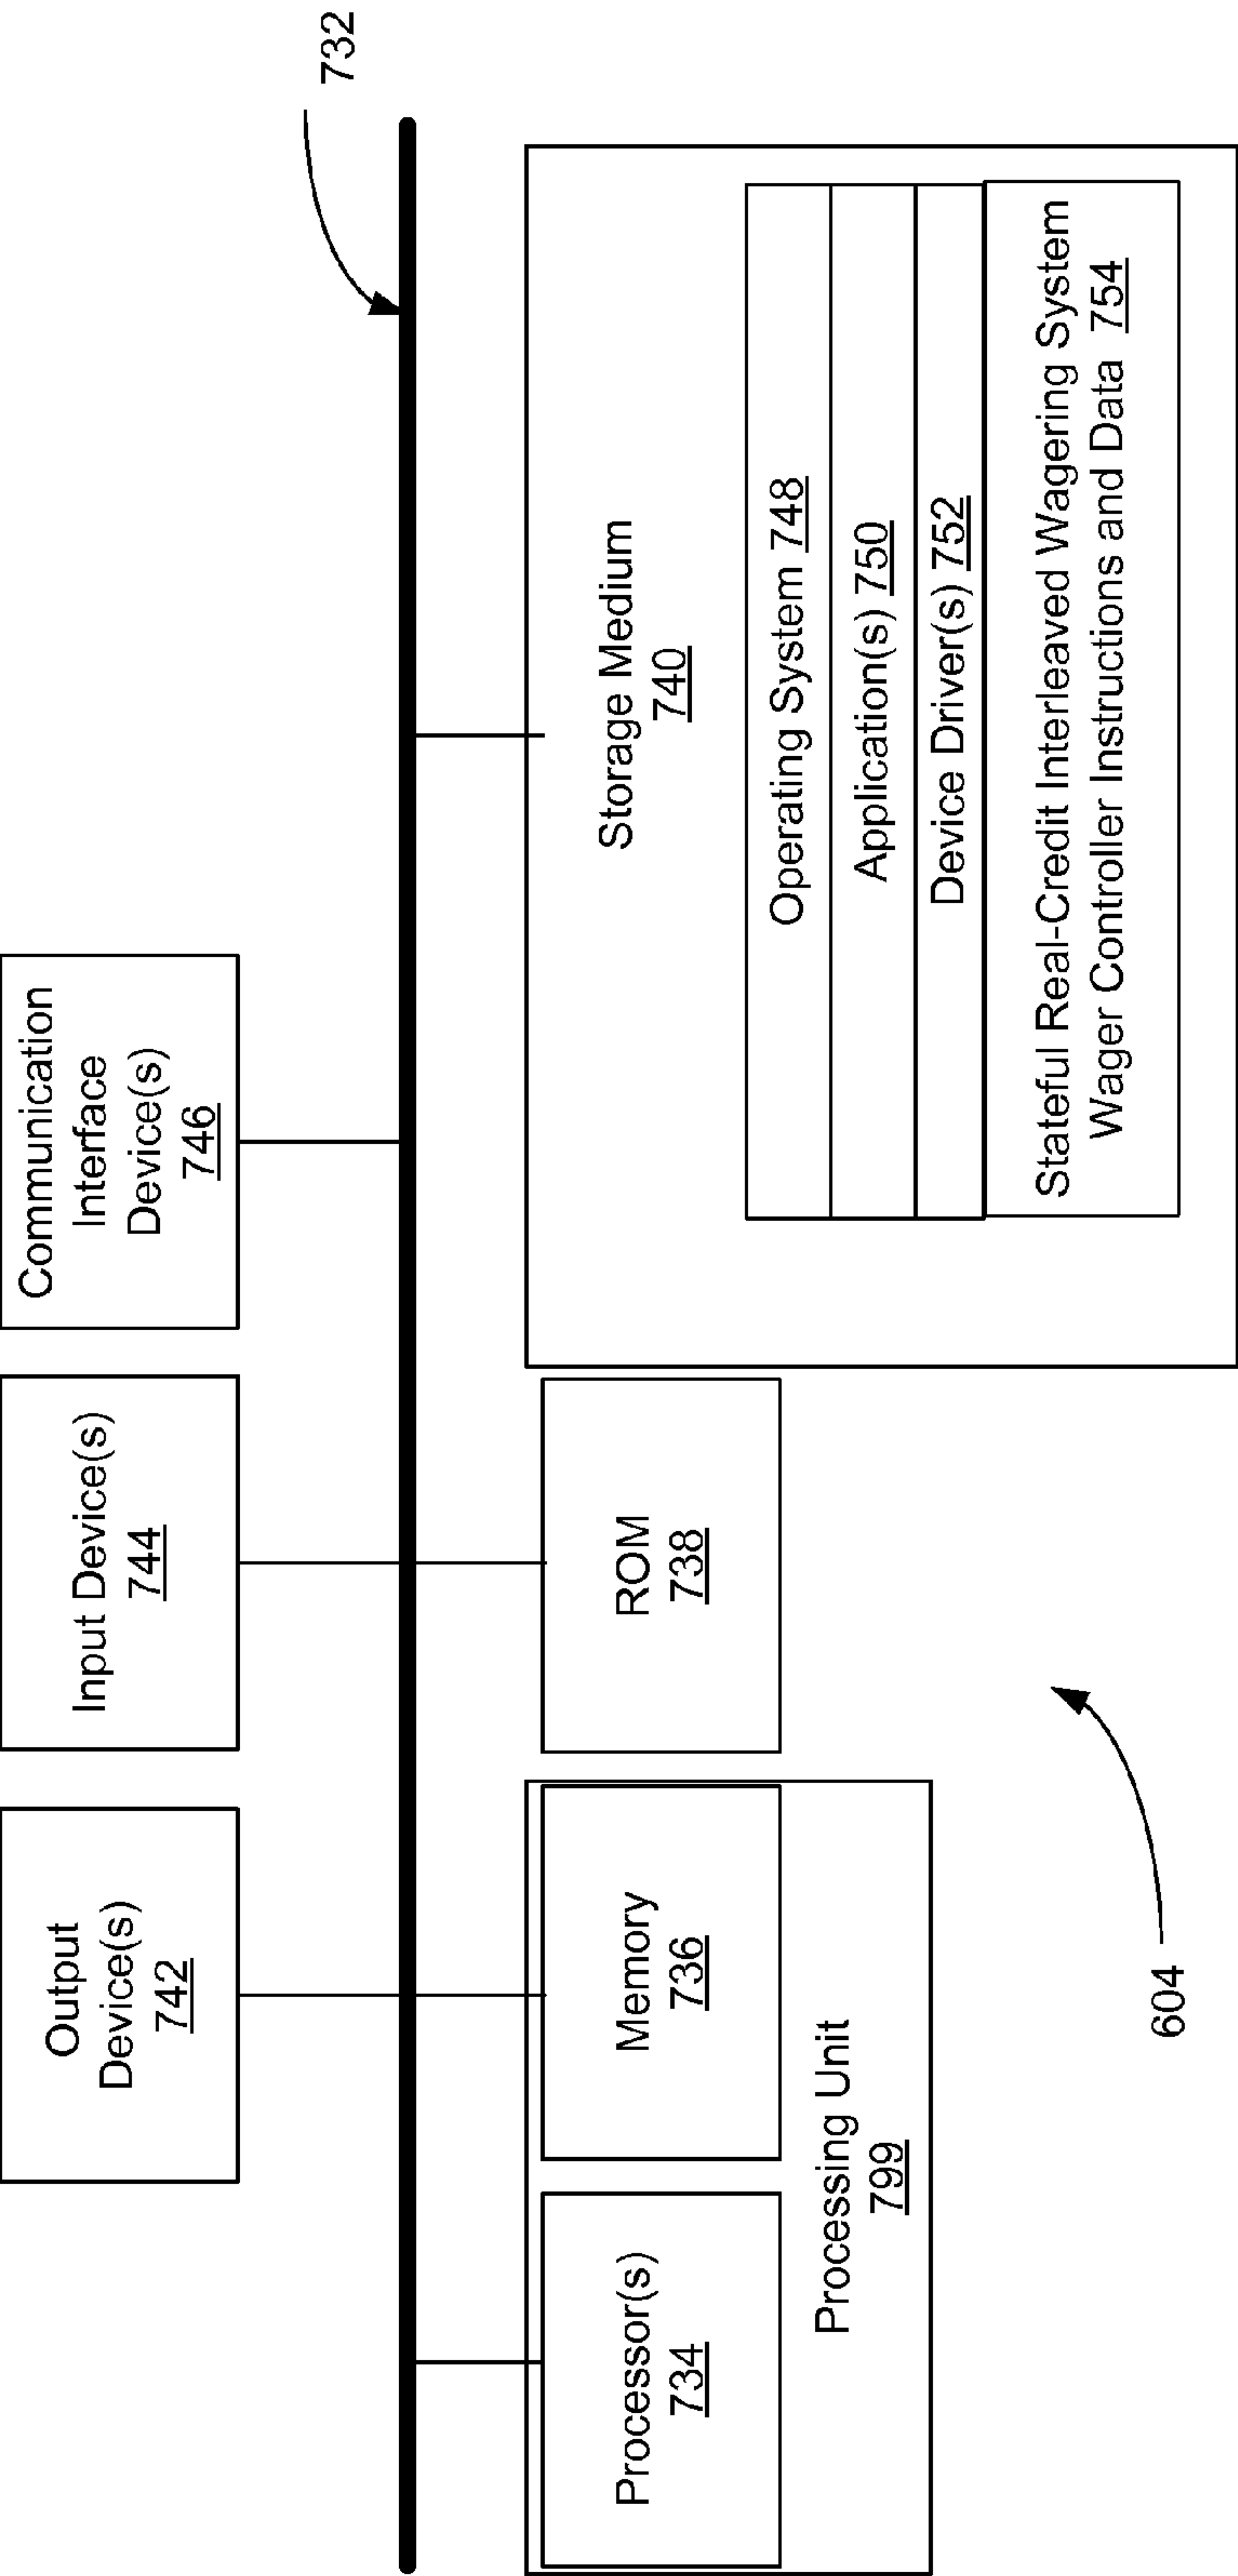 Output
Device(s)
742
Input Device(s)
744
Communication
Interface
Device(s)
746
732
Processor(s)
734
Memory
736
Processing Unit
799
ROM
738
Storage Medium
740
Operating System 748
Application(s) 750
Device Driver(s) 752
Stateful Real-Credit Interleaved Wagering System
Wager Controller Instructions and Data 754
604